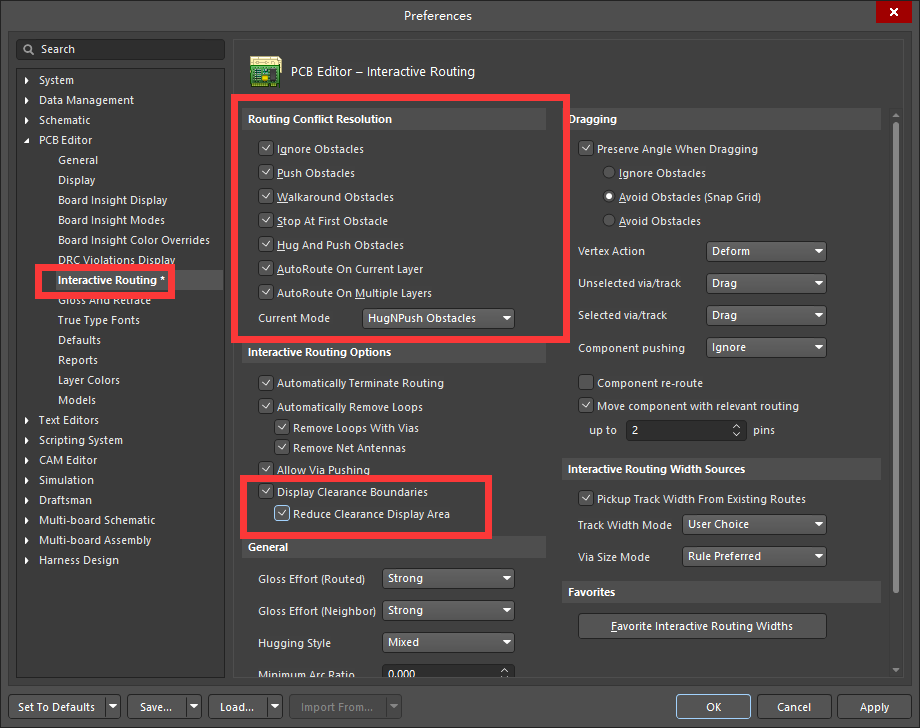 Preferences
Search
System
Data Management
Schematic
PCB Editor
General
Display
Board Insight Display
Board Insight Modes
Board Insight Color Overrides
DRC Violations Display
Interactive Routing *
Gloss And Retrace
True Type Fonts
Defaults
Reports
Layer Colors
Models
Text Editors
Scripting System
CAM Editor
Simulation
Draftsman
Multi-board Schematic
Multi-board Assembly
Harness Design
PCB Editor – Interactive Routing
Routing Conflict Resolution
Ignore Obstacles
Push Obstacles
Walkaround Obstacles
Stop At First Obstacle
Hug And Push Obstacles
AutoRoute On Current Layer
AutoRoute On Multiple Layers
Current Mode HugNPush Obstacles
Interactive Routing Options
Automatically Terminate Routing
Automatically Remove Loops
Remove Loops With Vias
Remove Net Antennas
Allow Via Pushing
Display Clearance Boundaries
Reduce Clearance Display Area
General
Gloss Effort (Routed) Strong
Gloss Effort (Neighbor) Strong
Hugging Style Mixed
Minimum Arc Ratio 0.000
Dragging
Preserve Angle When Dragging
Ignore Obstacles
Avoid Obstacles (Snap Grid)
Avoid Obstacles
Vertex Action Deform
Unselected via/track Drag
Selected via/track Drag
Component pushing Ignore
Component re-route
Move component with relevant routing
up to 2 pins
Interactive Routing Width Sources
Pickup Track Width From Existing Routes
Track Width Mode User Choice
Via Size Mode Rule Preferred
Favorites
Favorite Interactive Routing Widths
Set To Defaults Save... Load... Import From... OK Cancel Apply